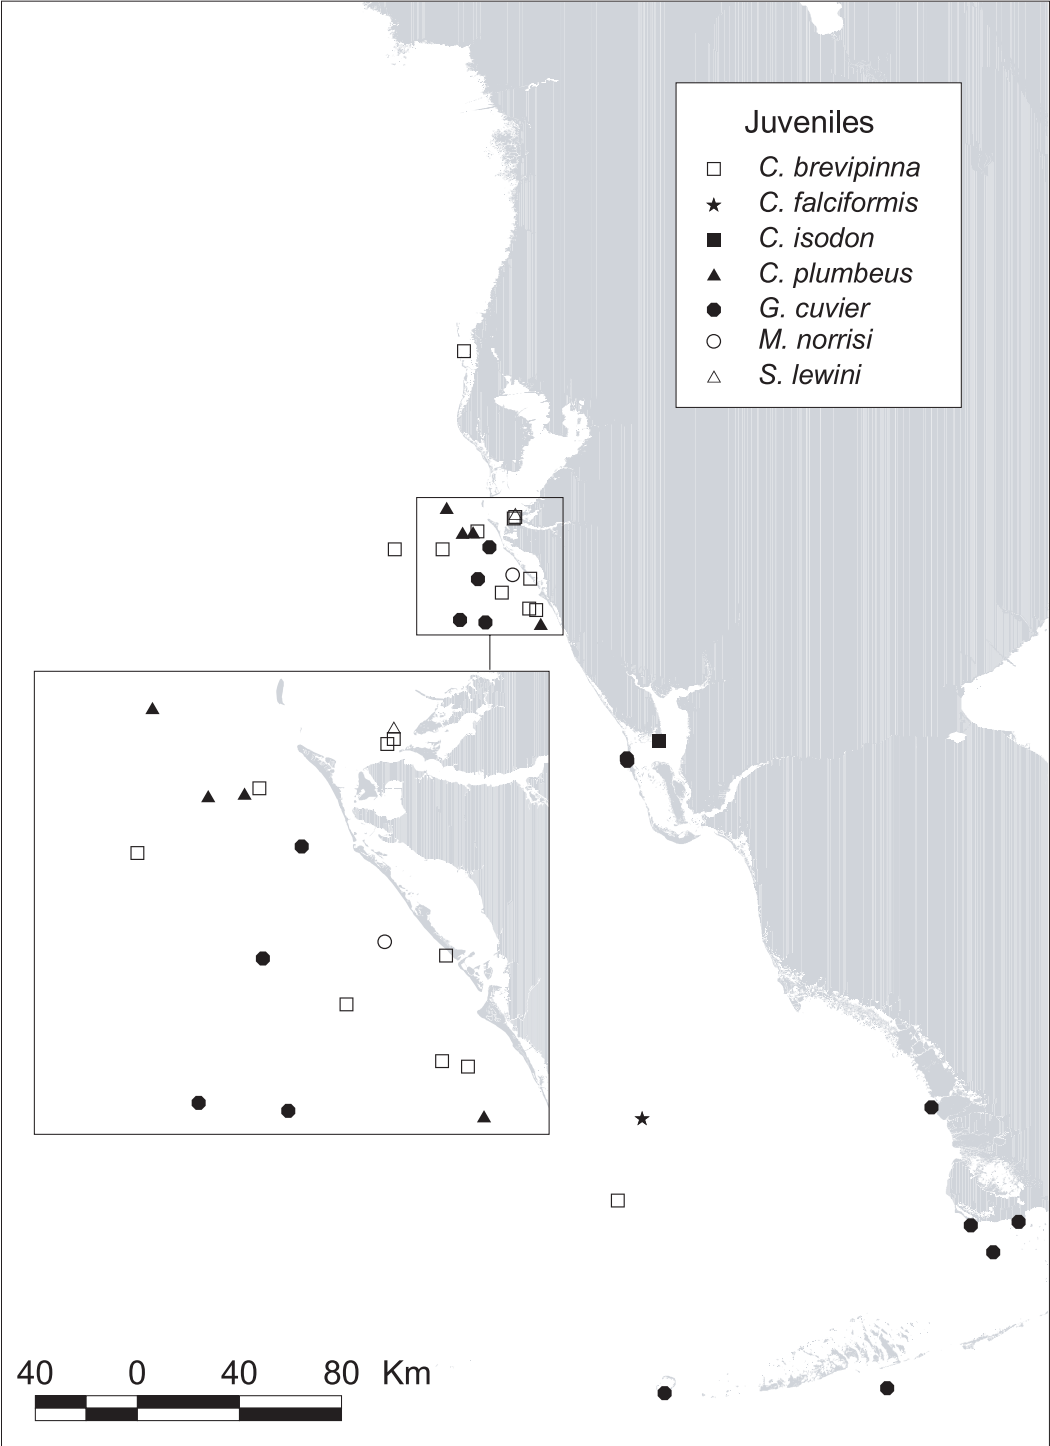 Juveniles
C. brevipinna
C. falciformis
C. isodon
C. plumbeus
G. cuvier
M. norrisi
S. lewini
40 0 40 80 Km